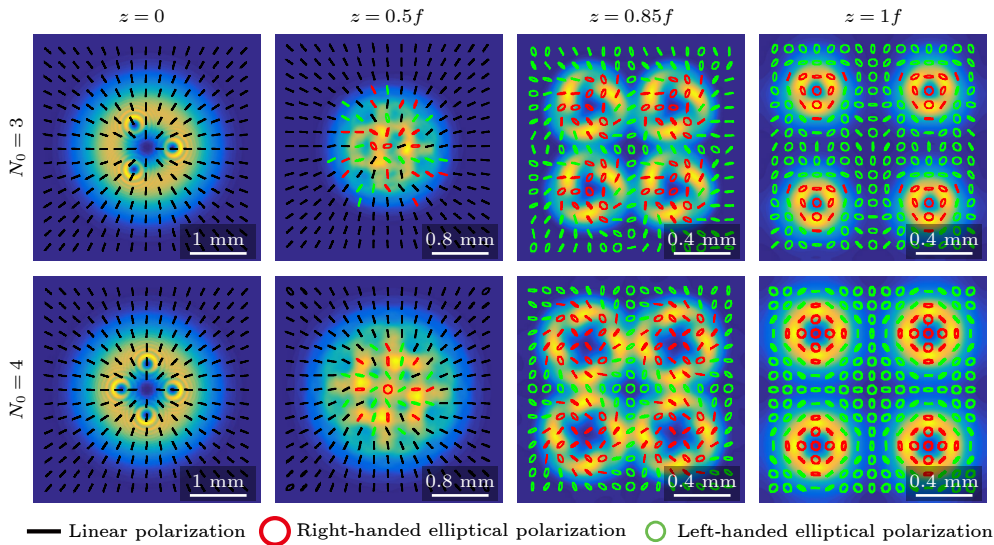 z = 0 z = 0.5f z = 0.85f z = 1f
N₀ = 3
1 mm 0.8 mm 0.4 mm 0.4 mm
N₀ = 4
1 mm 0.8 mm 0.4 mm 0.4 mm
Linear polarization Right-handed elliptical polarization Left-handed elliptical polarization